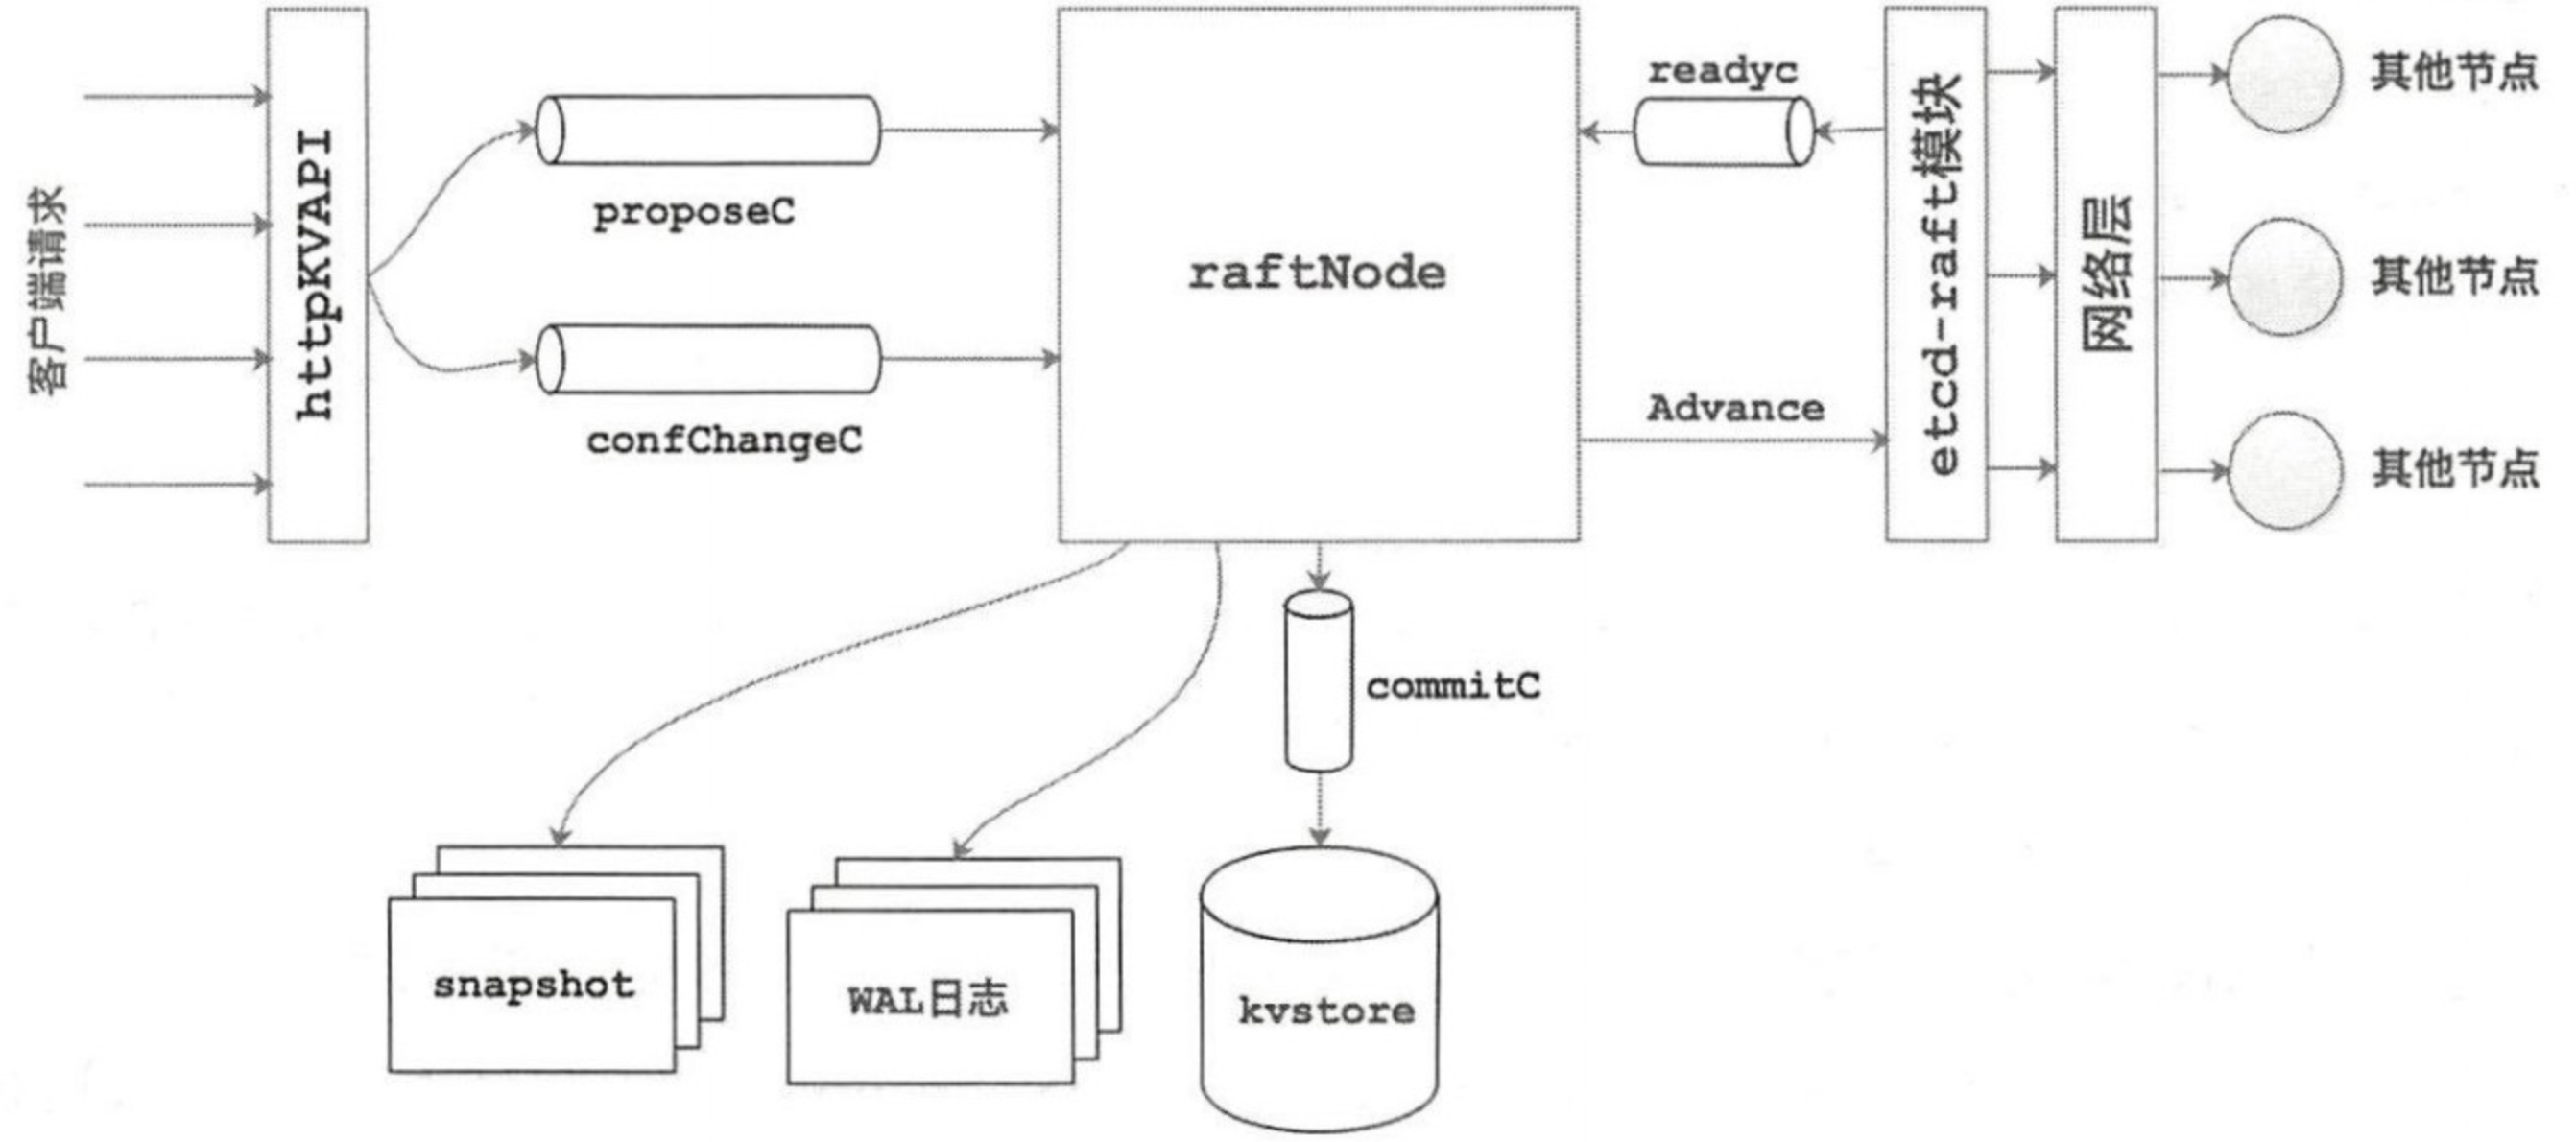 客户端请求
httpKVAPI
proposeC
confChangeC
raftNode
readyc
Advance
etcd-raft模块
网络层
其他节点
其他节点
其他节点
commitC
snapshot
WAL日志
kvstore